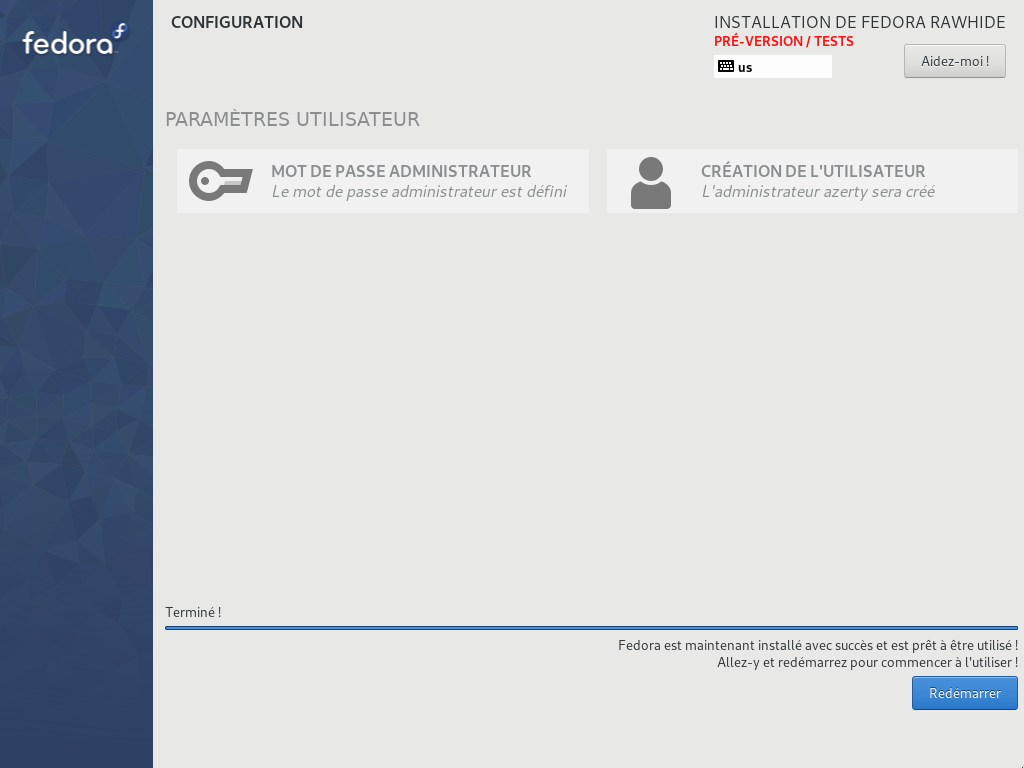 fedora
CONFIGURATION
INSTALLATION DE FEDORA RAWHIDE
PRÉ-VERSION / TESTS
us
Aidez-moi !
PARAMÈTRES UTILISATEUR
MOT DE PASSE ADMINISTRATEUR
Le mot de passe administrateur est défini
CRÉATION DE L'UTILISATEUR
L'administrateur azerty sera créé
Terminé !
Fedora est maintenant installé avec succès et est prêt à être utilisé !
Allez-y et redémarrez pour commencer à l'utiliser !
Redémarrer